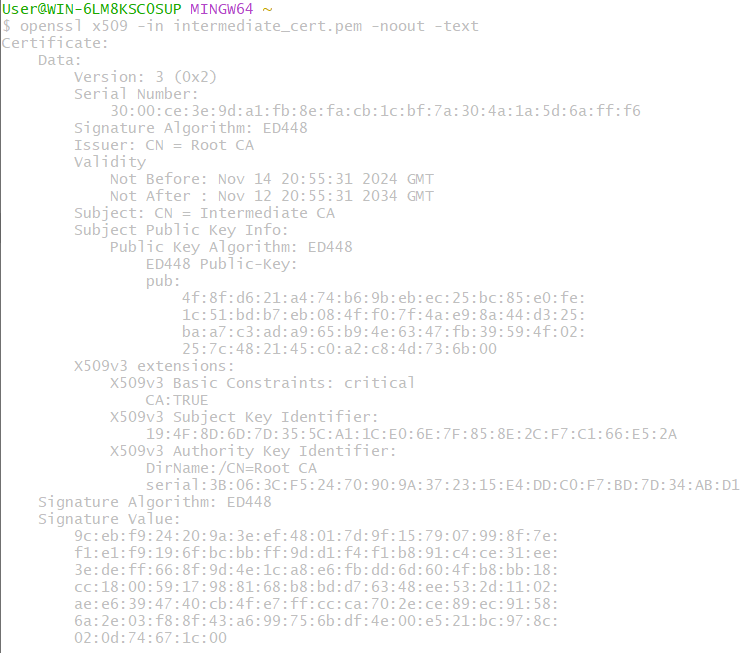 User@WIN-6LM8KSCOSUP MINGW64 ~
$ openssl x509 -in intermediate_cert.pem -noout -text
Certificate:
    Data:
        Version: 3 (0x2)
        Serial Number:
            30:00:ce:3e:9d:a1:fb:8e:fa:cb:1c:bf:7a:30:4a:1a:5d:6a:ff:f6
        Signature Algorithm: ED448
        Issuer: CN = Root CA
        Validity
            Not Before: Nov 14 20:55:31 2024 GMT
            Not After : Nov 12 20:55:31 2034 GMT
        Subject: CN = Intermediate CA
        Subject Public Key Info:
            Public Key Algorithm: ED448
                ED448 Public-Key:
                pub:
                    4f:8f:d6:21:a4:74:b6:9b:eb:ec:25:bc:85:e0:fe:
                    1c:51:bd:b7:eb:08:4f:f0:7f:4a:e9:8a:44:d3:25:
                    ba:a7:c3:ad:a9:65:b9:4e:63:47:fb:39:59:4f:02:
                    25:7c:48:21:45:c0:a2:c8:4d:73:6b:00
        X509v3 extensions:
            X509v3 Basic Constraints: critical
                CA:TRUE
            X509v3 Subject Key Identifier:
                19:4F:8D:6D:7D:35:5C:A1:1C:E0:6E:7F:85:8E:2C:F7:C1:66:E5:2A
            X509v3 Authority Key Identifier:
                DirName:/CN=Root CA
                serial:3B:06:3C:F5:24:70:90:9A:37:23:15:E4:DD:C0:F7:BD:7D:34:AB:D1
    Signature Algorithm: ED448
    Signature Value:
        9c:eb:f9:24:20:9a:3e:ef:48:01:7d:9f:15:79:07:99:8f:7e:
        f1:e1:f9:19:6f:bc:bb:ff:9d:d1:f4:f1:b8:91:c4:ce:31:ee:
        3e:de:ff:66:8f:9d:4e:1c:a8:e6:fb:dd:6d:60:4f:b8:bb:18:
        cc:18:00:59:17:98:81:68:b8:bd:d7:63:48:ee:53:2d:11:02:
        ae:e6:39:47:40:cb:4f:e7:ff:cc:ca:70:2e:ce:89:ec:91:58:
        6a:2e:03:f8:8f:43:a6:99:75:6b:df:4e:00:e5:21:bc:97:8c:
        02:0d:74:67:1c:00